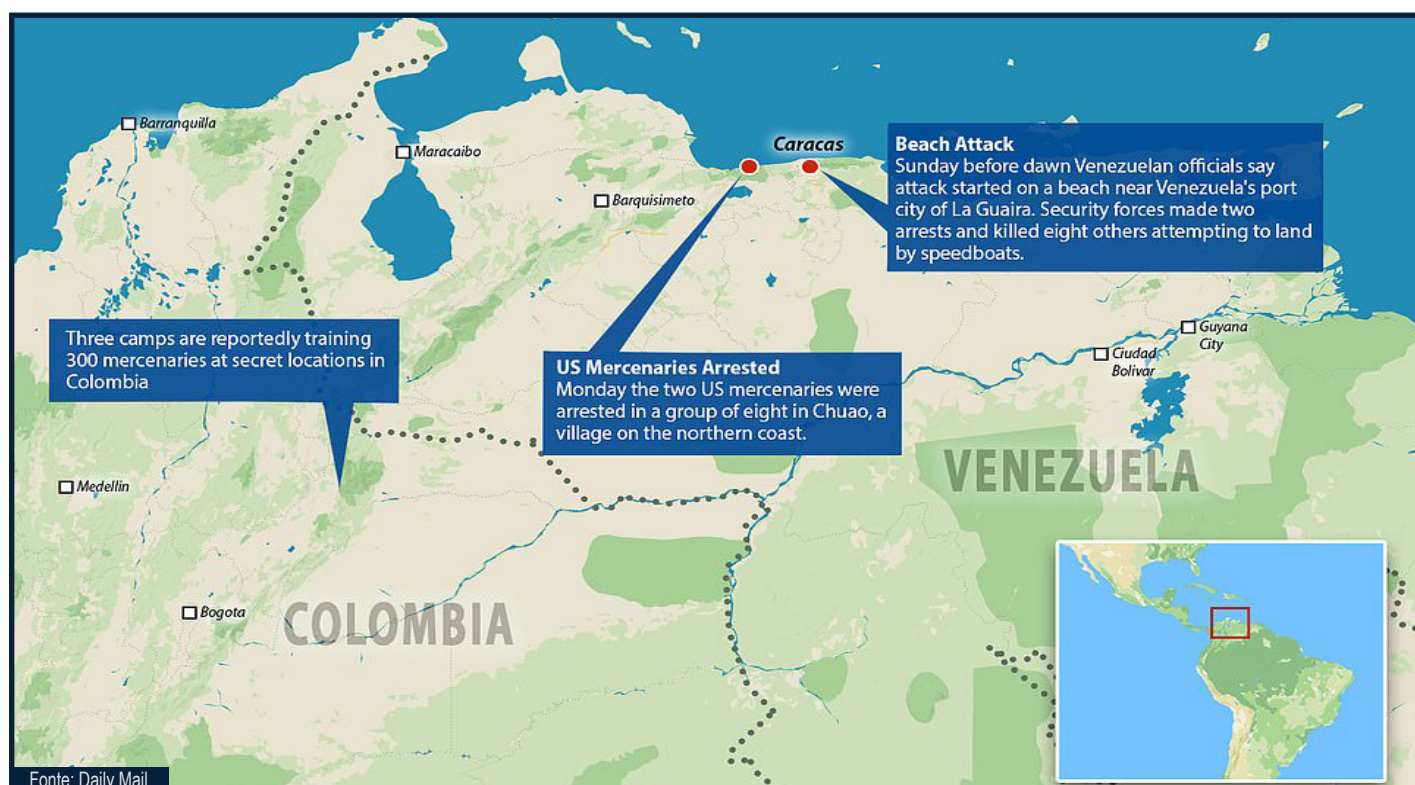 Barranquilla
Maracaibo
Caracas
Barquisimeto
Beach Attack
Sunday before dawn Venezuelan officials say
attack started on a beach near Venezuela's port
city of La Guaira. Security forces made two
arrests and killed eight others attempting to land
by speedboats.
Three camps are reportedly training
300 mercenaries at secret locations in
Colombia
US Mercenaries Arrested
Monday the two US mercenaries were
arrested in a group of eight in Chuao, a
village on the northern coast.
Guyana
City
Ciudad
Bolivar
VENEZUELA
Medellin
Bogota
COLOMBIA
Fonte: Daily Mail